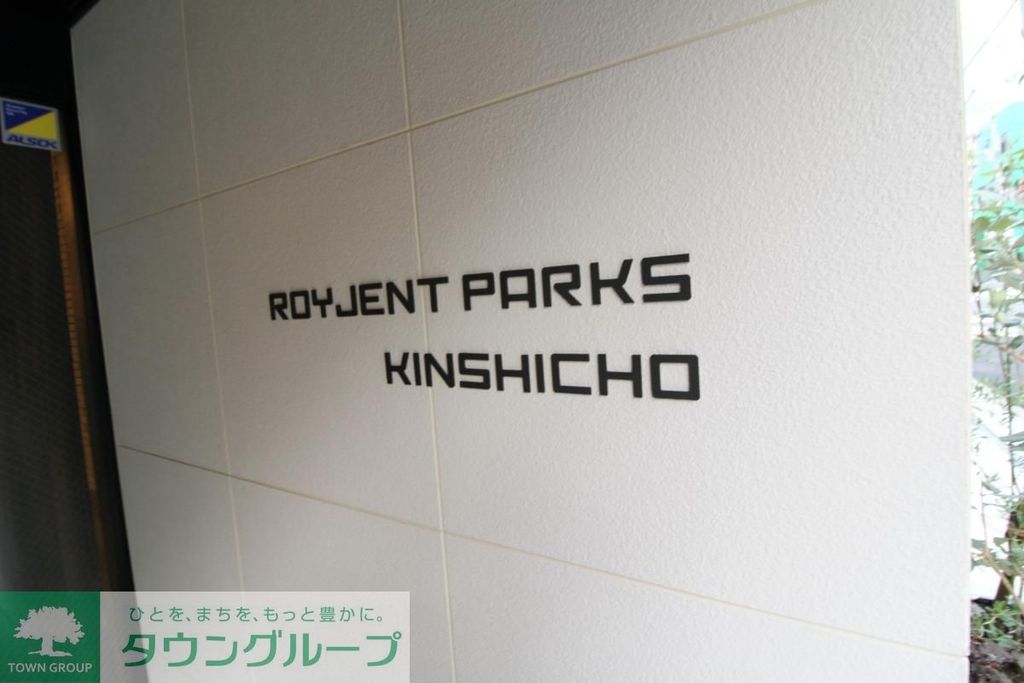 ALSOK
ROYJENT PARKS
KINSHICHO
ひとを、まちを、もっと豊かに。
タウングループ
TOWN GROUP